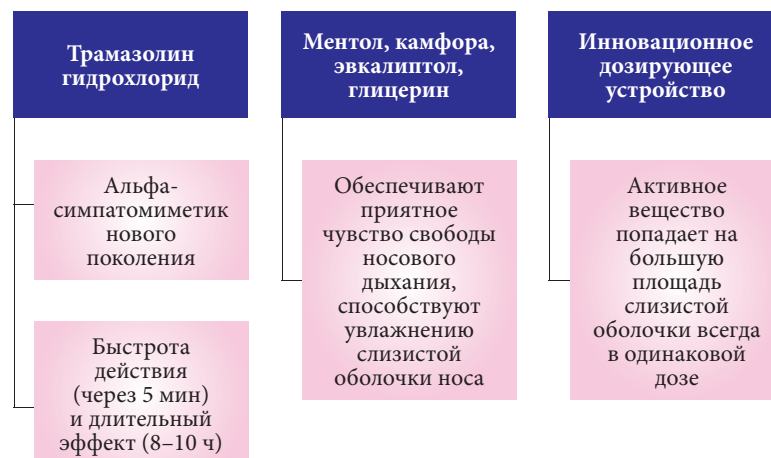 Трамазолин
гидрохлорид
Альфа-
симпатомиметик
нового
поколения
Быстрота
действия
(через 5 мин)
и длительный
эффект (8–10 ч)
Ментол, камфора,
эвкалиптол,
глицерин
Обеспечивают
приятное
чувство свободы
носового
дыхания,
способствуют
увлажнению
слизистой
оболочки носа
Инновационное
дозирующее
устройство
Активное
вещество
попадает на
большую
площадь
слизистой
оболочки всегда
в одинаковой
дозе